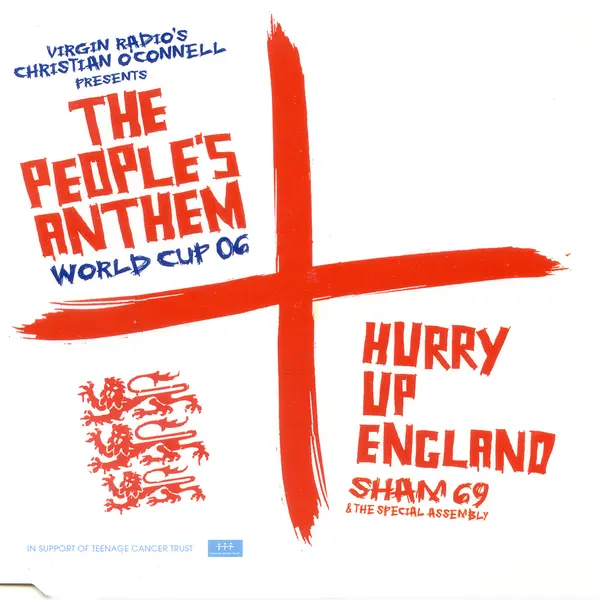 VIRGIN RADIO'S
CHRISTIAN O'CONNELL
PRESENTS
THE
PEOPLE'S
ANTHEM
WORLD CUP 06
HURRY
UP
ENGLAND
SHAM 69
& THE SPECIAL ASSEMBLY
IN SUPPORT OF TEENAGE CANCER TRUST